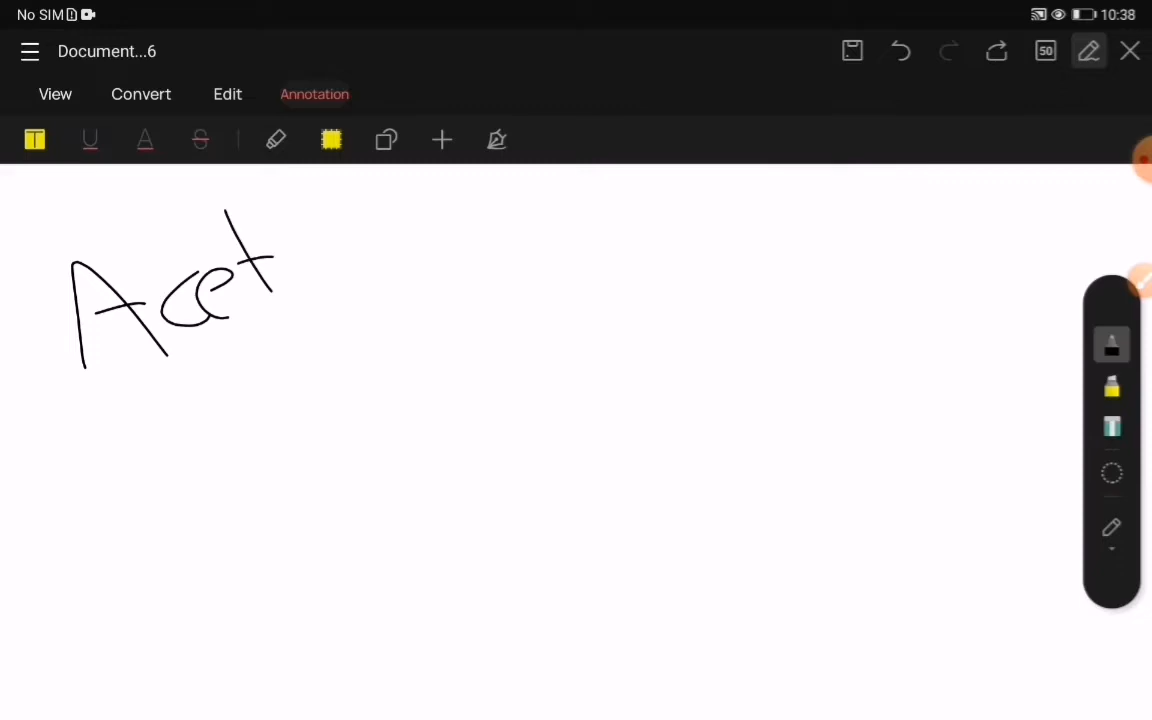 No SIM 10:38
Document...6 50
View Convert Edit Annotation
T U A S
Acet